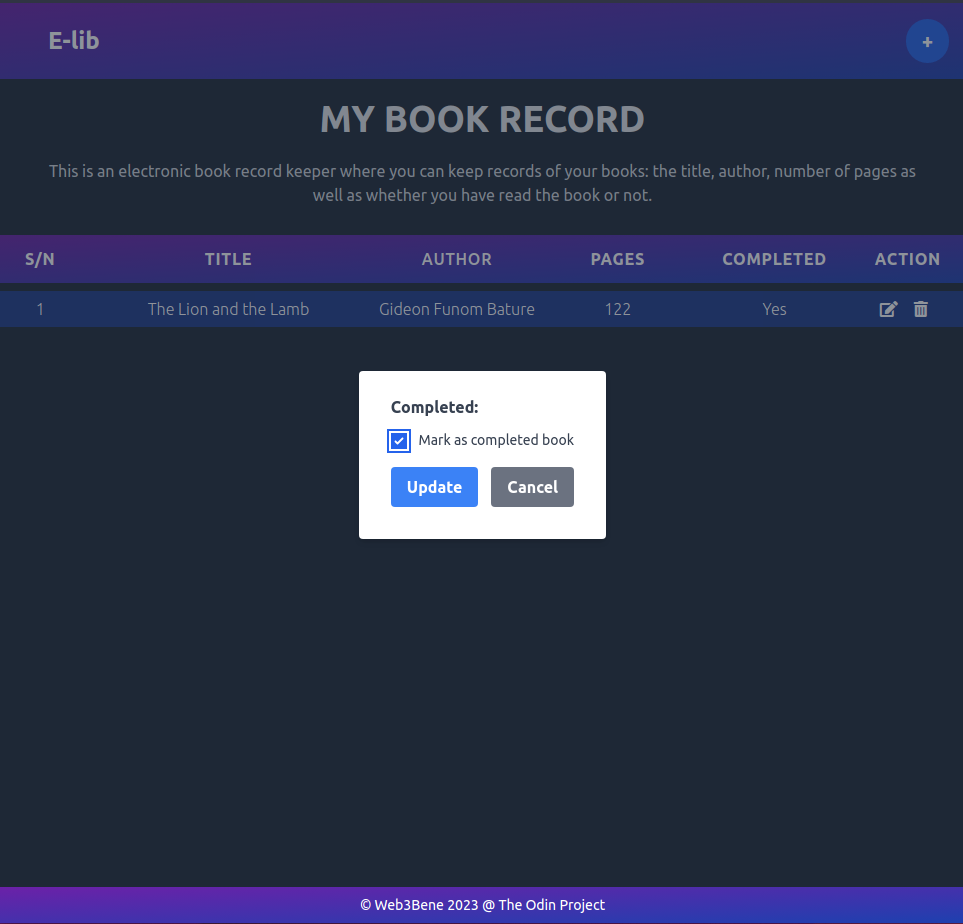 E-lib
+
MY BOOK RECORD
This is an electronic book record keeper where you can keep records of your books: the title, author, number of pages as
well as whether you have read the book or not.
S/N TITLE AUTHOR PAGES COMPLETED ACTION
1 The Lion and the Lamb Gideon Funom Bature 122 Yes
Completed:
Mark as completed book
Update Cancel
© Web3Bene 2023 @ The Odin Project